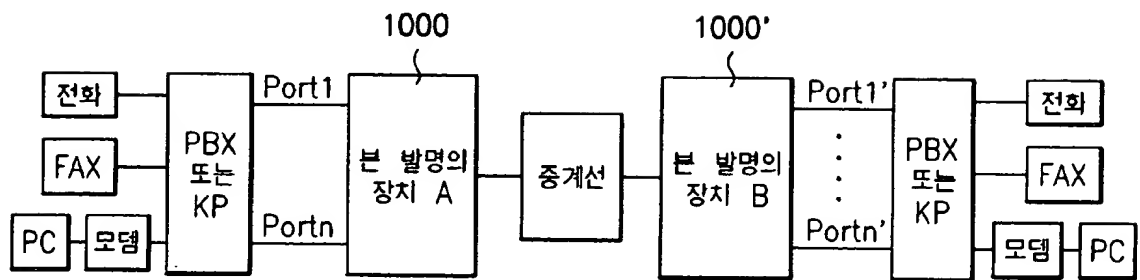 1000
1000'
전화
FAX
PC
모뎀
PBX
또는
KP
Port1
Portn
본 발명의
장치 A
중계선
본 발명의
장치 B
Port1'
Portn'
PBX
또는
KP
전화
FAX
모뎀
PC